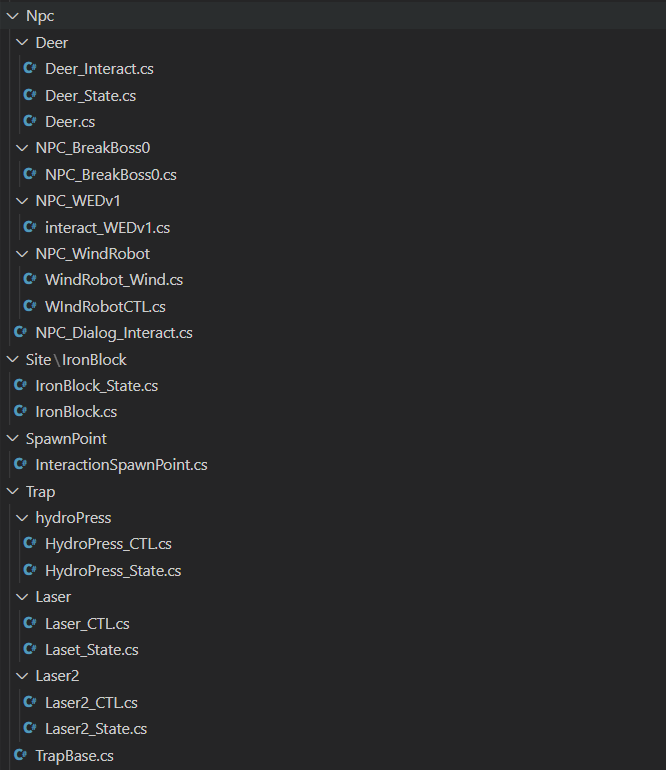 Npc
Deer
C# Deer_Interact.cs
C# Deer_State.cs
C# Deer.cs
NPC_BreakBoss0
C# NPC_BreakBoss0.cs
NPC_WEDv1
C# interact_WEDv1.cs
NPC_WindRobot
C# WindRobot_Wind.cs
C# WIndRobotCTL.cs
C# NPC_Dialog_Interact.cs
Site\IronBlock
C# IronBlock_State.cs
C# IronBlock.cs
SpawnPoint
C# InteractionSpawnPoint.cs
Trap
hydroPress
C# HydroPress_CTL.cs
C# HydroPress_State.cs
Laser
C# Laser_CTL.cs
C# Laset_State.cs
Laser2
C# Laser2_CTL.cs
C# Laser2_State.cs
C# TrapBase.cs